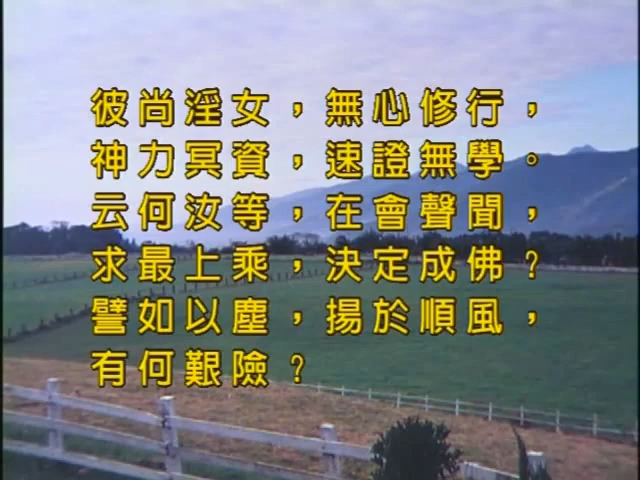 彼尚淫女，無心修行，
神力冥資，速證無學。
云何汝等，在會聲聞，
求最上乘，決定成佛？
譬如以塵，揚於順風，
有何艱險？